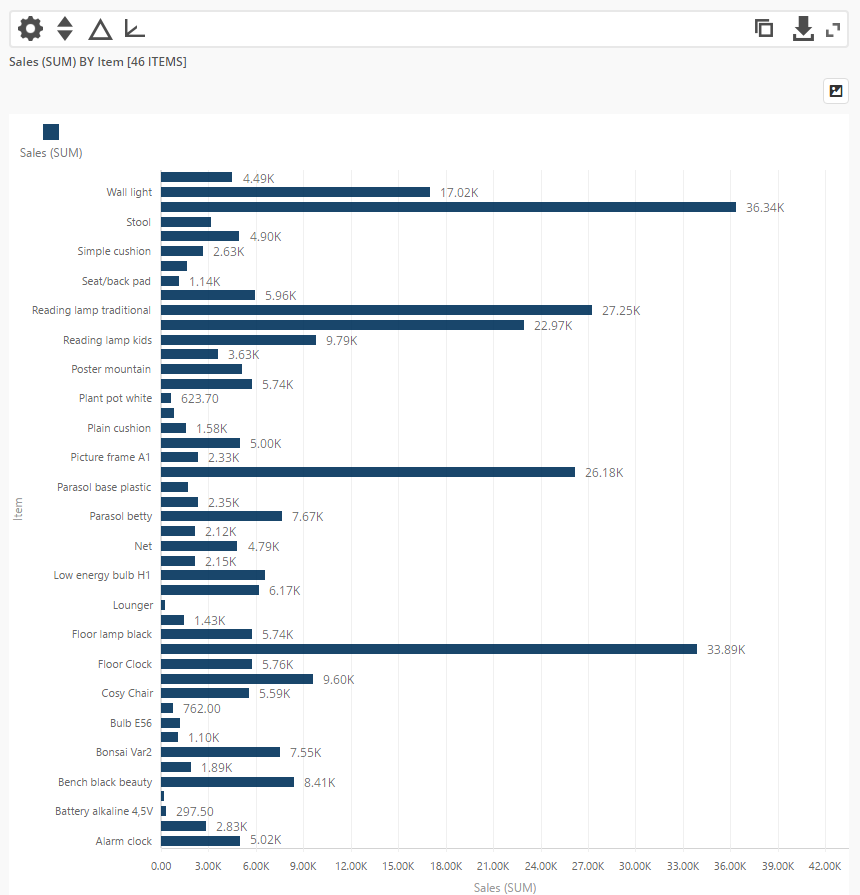 Sales (SUM) BY Item [46 ITEMS]
Sales (SUM)
4.49K
Wall light 17.02K
36.34K
Stool
4.90K
Simple cushion 2.63K
Seat/back pad 1.14K
5.96K
Reading lamp traditional 27.25K
22.97K
Reading lamp kids 9.79K
3.63K
Poster mountain
5.74K
Plant pot white 623.70
Plain cushion 1.58K
5.00K
Picture frame A1 2.33K
26.18K
Parasol base plastic
2.35K
Item
Parasol betty 7.67K
2.12K
Net 4.79K
2.15K
Low energy bulb H1
6.17K
Lounger
1.43K
Floor lamp black 5.74K
33.89K
Floor Clock 5.76K
9.60K
Cosy Chair 5.59K
762.00
Bulb E56
1.10K
Bonsai Var2 7.55K
1.89K
Bench black beauty 8.41K
Battery alkaline 4,5V 297.50
2.83K
Alarm clock 5.02K
0.00 3.00K 6.00K 9.00K 12.00K 15.00K 18.00K 21.00K 24.00K 27.00K 30.00K 33.00K 36.00K 39.00K 42.00K
Sales (SUM)